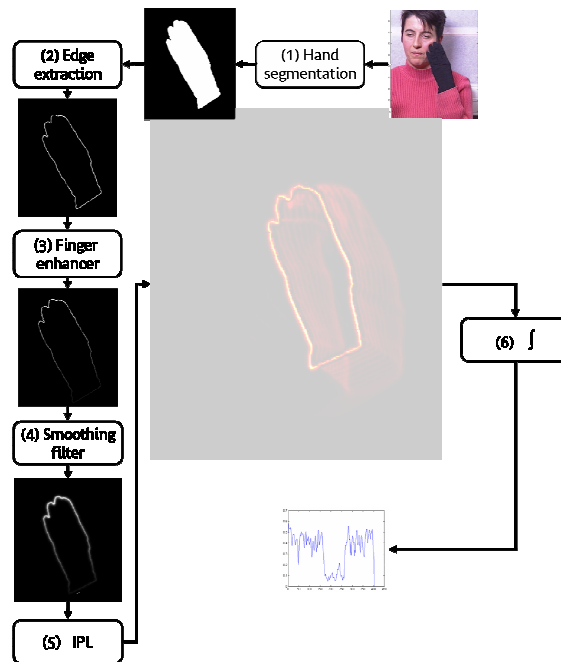 (1) Hand
segmentation
(2) Edge
extraction
(3) Finger
enhancer
(4) Smoothing
filter
(5) IPL
(6) ∫